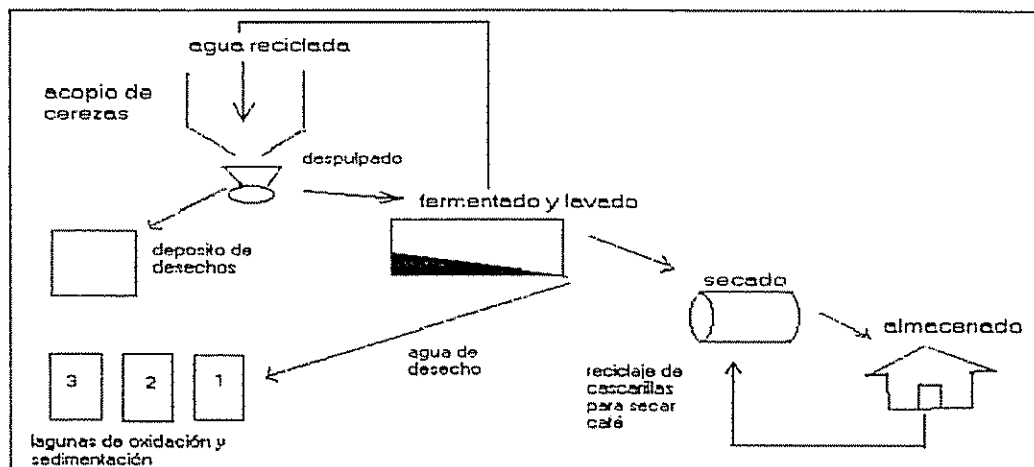 agua reciclada
acopio de
cerezas
despulpado
fermentado y lavado
deposito de
desechos
secado
almacenado
agua de
desecho
reciclaje de
cascarillas
para secar
café
3
2
1
lagunas de oxidación y
sedimentación